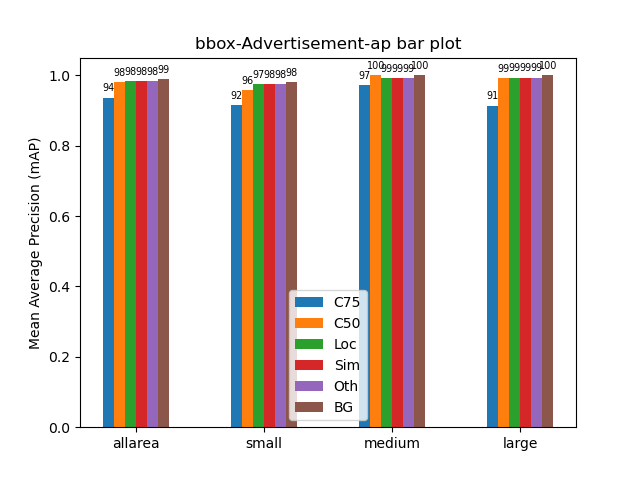 bbox-Advertisement-ap bar plot
Mean Average Precision (mAP)
1.0
0.8
0.6
0.4
0.2
0.0
94 98 98 98 98 99
92 96 97 98 98 98
97 100 99 99 99 100
91 99 99 99 99 100
allarea small medium large
C75
C50
Loc
Sim
Oth
BG